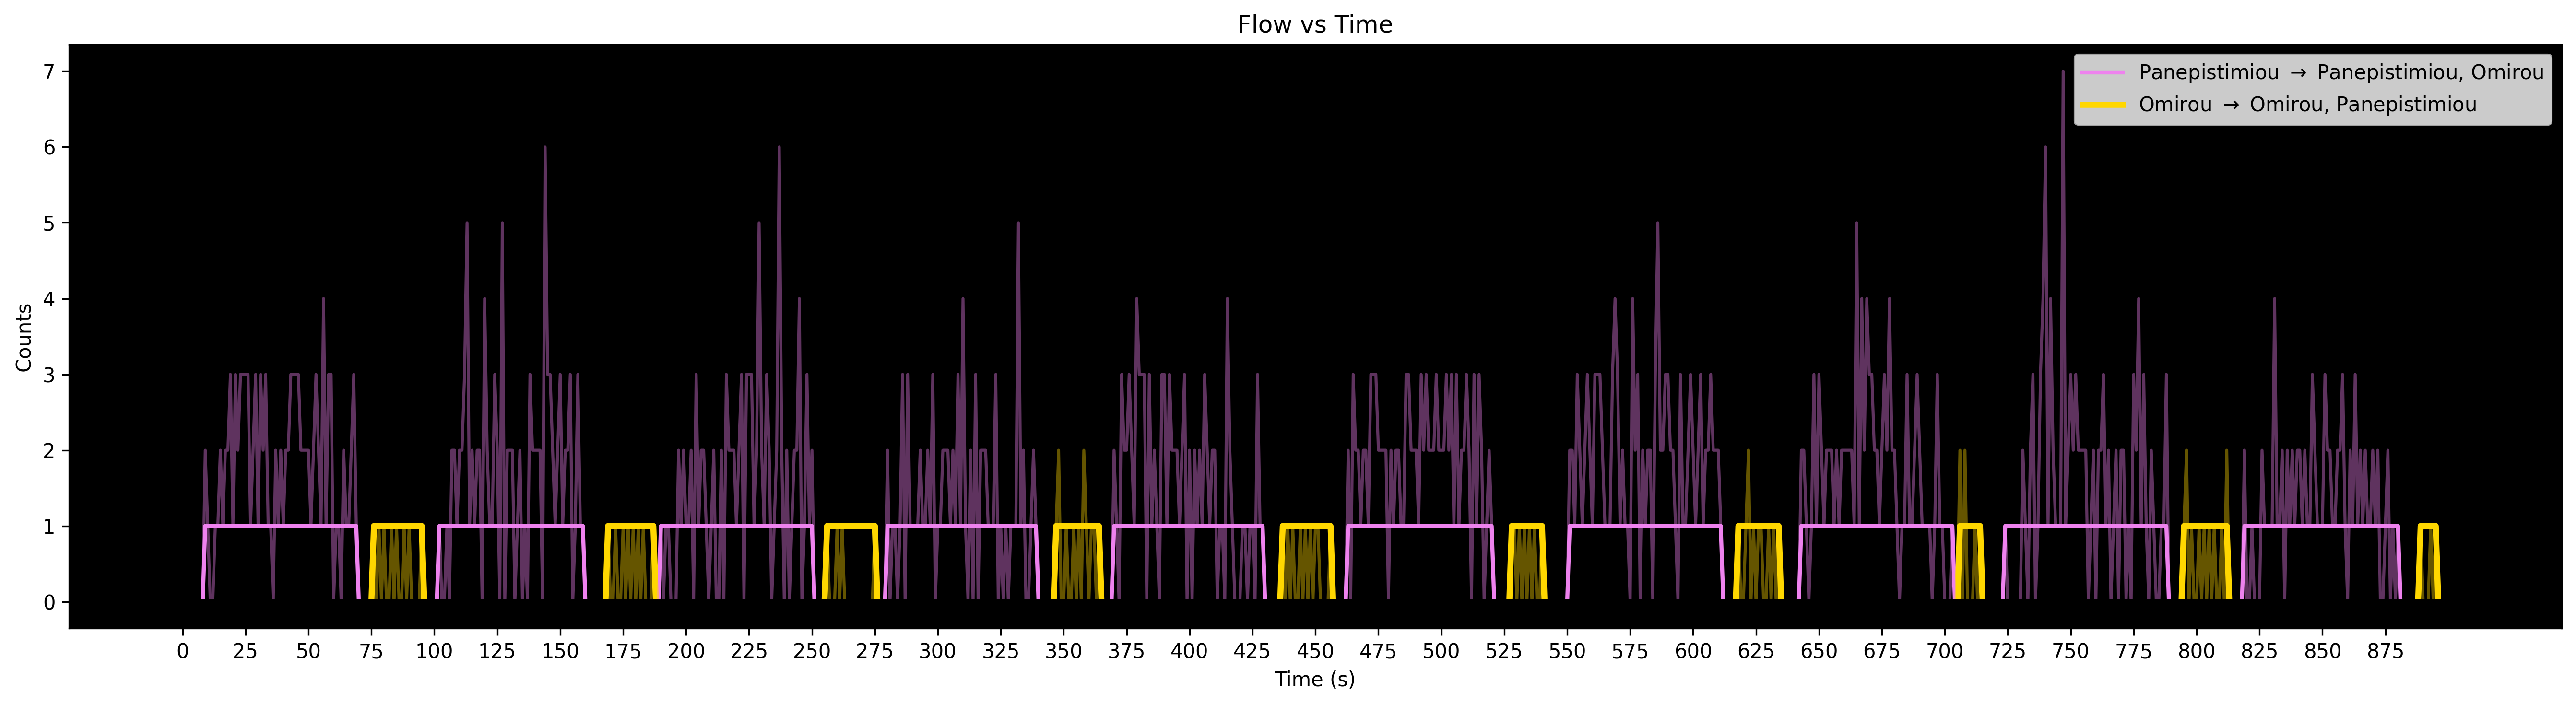 Flow vs Time
Panepistimiou → Panepistimiou, Omirou
Omirou → Omirou, Panepistimiou
Counts
7
6
5
4
3
2
1
0
0 25 50 75 100 125 150 175 200 225 250 275 300 325 350 375 400 425 450 475 500 525 550 575 600 625 650 675 700 725 750 775 800 825 850 875
Time (s)